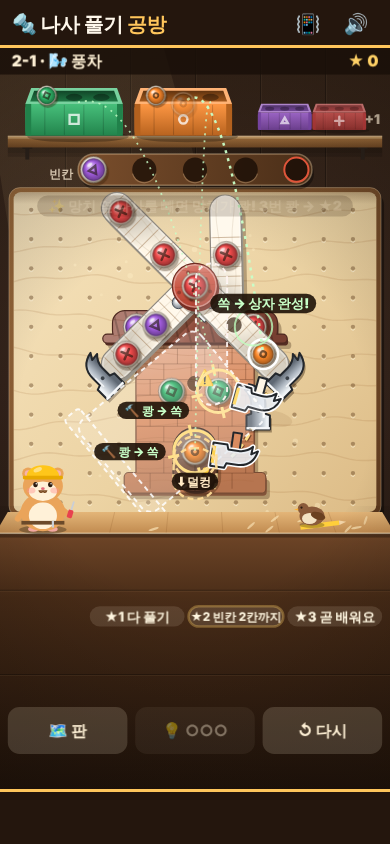 나사 풀기 공방
2-1· 풍차
★ 0
+1
빈칸
쏙 → 상자 완성!
쾅 → 쏙
쾅 → 쏙
⬇덜컹
★1 다 풀기
★2 빈칸 2칸까지
★3 곧 배워요
판
다시